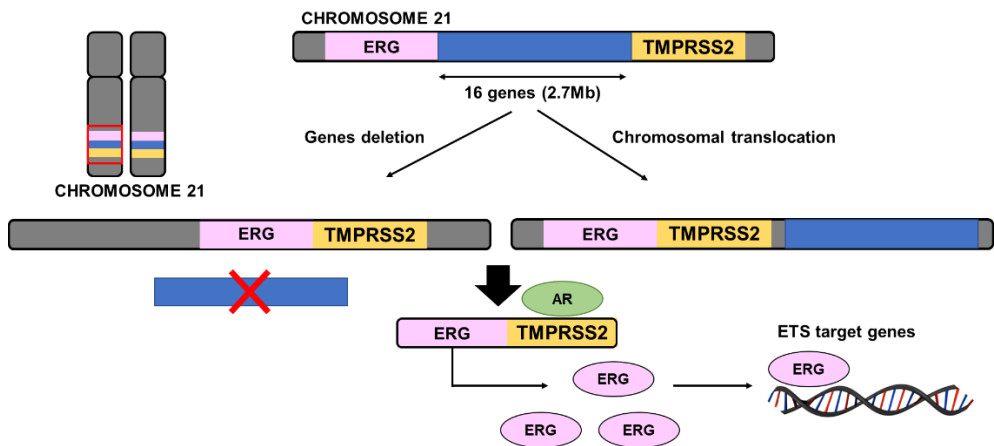 CHROMOSOME 21
ERG
TMPRSS2
16 genes (2.7Mb)
Genes deletion
Chromosomal translocation
CHROMOSOME 21
ERG
TMPRSS2
ERG
TMPRSS2
AR
ERG
TMPRSS2
ETS target genes
ERG
ERG
ERG
ERG